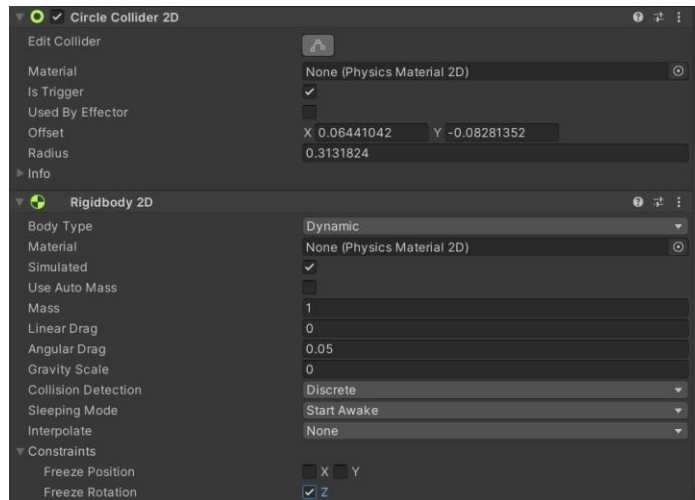 Circle Collider 2D
Edit Collider
Material None (Physics Material 2D)
Is Trigger
Used By Effector
Offset X 0.06441042 Y -0.08281352
Radius 0.3131824
Info
Rigidbody 2D
Body Type Dynamic
Material None (Physics Material 2D)
Simulated
Use Auto Mass
Mass 1
Linear Drag 0
Angular Drag 0.05
Gravity Scale 0
Collision Detection Discrete
Sleeping Mode Start Awake
Interpolate None
Constraints
Freeze Position X Y
Freeze Rotation Z